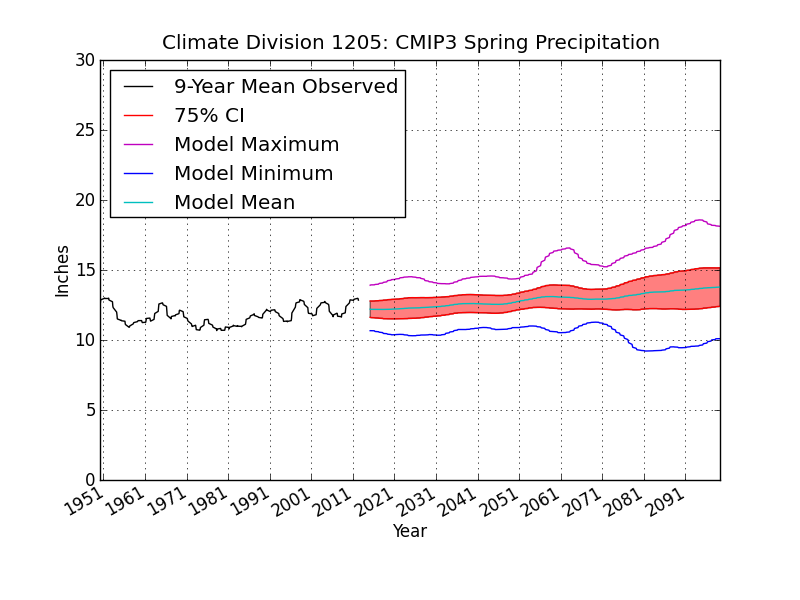 Climate Division 1205: CMIP3 Spring Precipitation
30
25
20
15
10
5
0
Inches
9-Year Mean Observed
75% CI
Model Maximum
Model Minimum
Model Mean
1951 1961 1971 1981 1991 2001 2011 2021 2031 2041 2051 2061 2071 2081 2091
Year